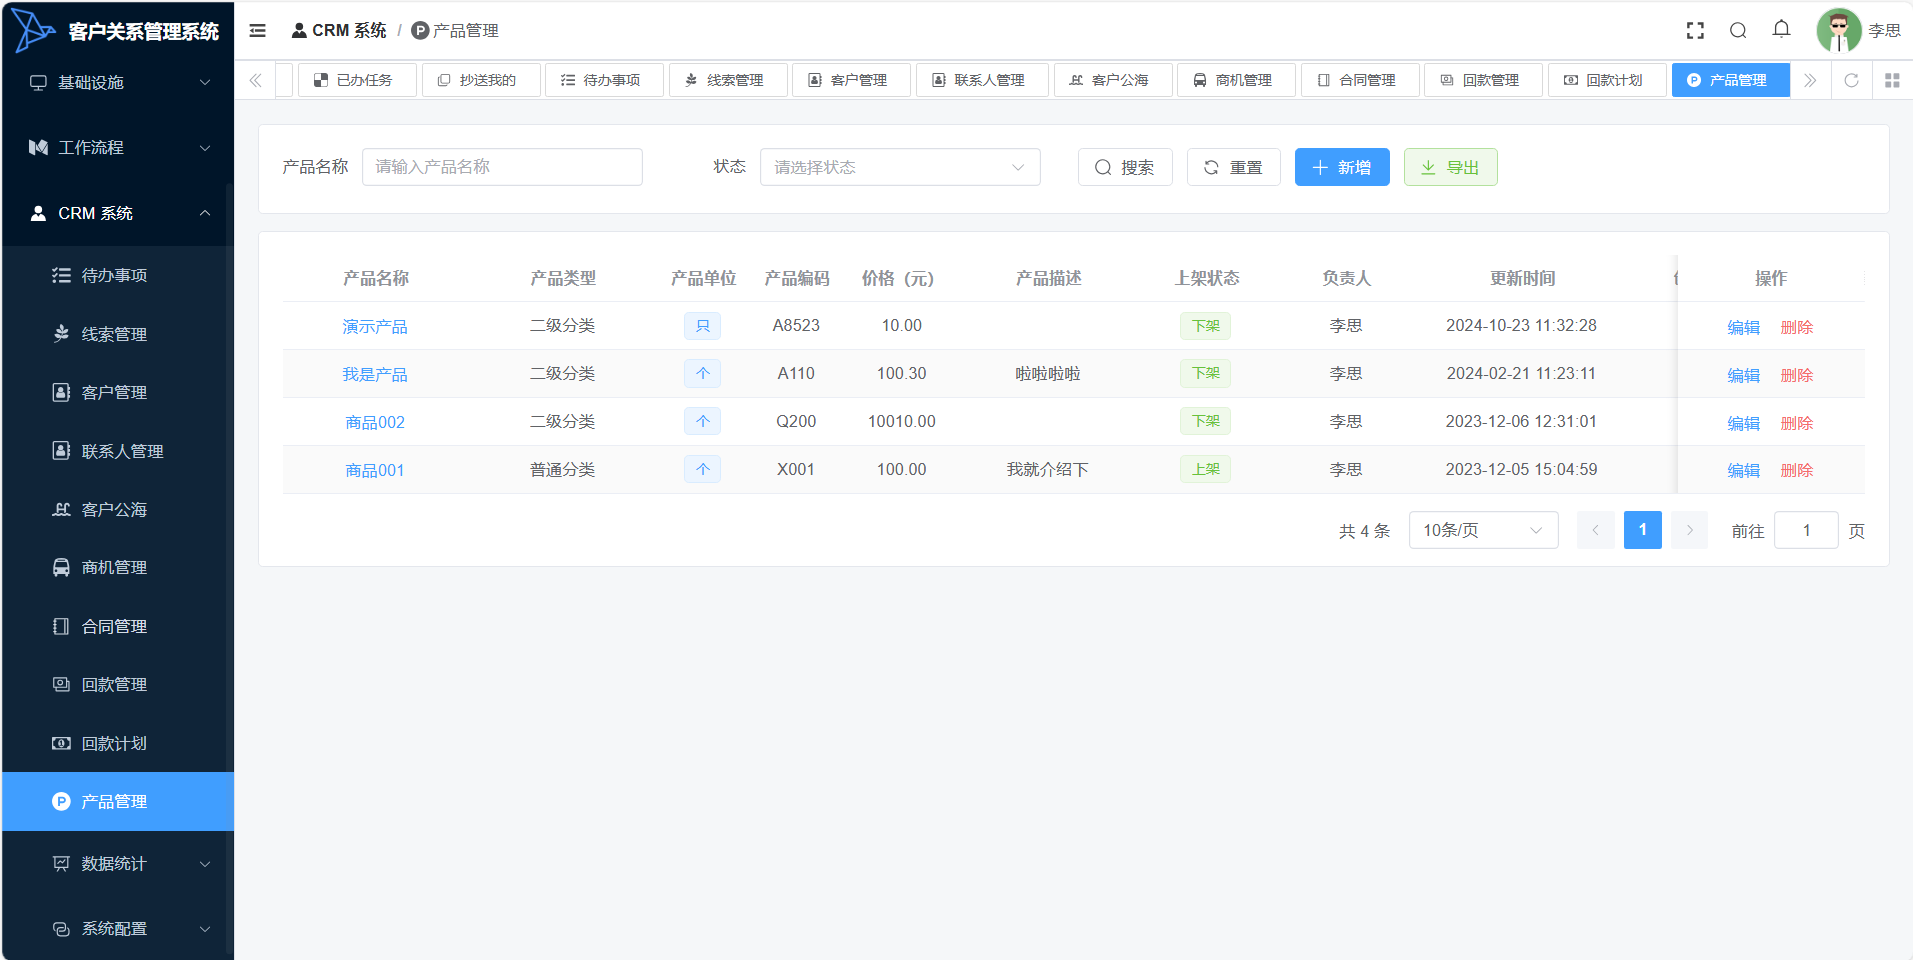 客户关系管理系统
CRM 系统 / 产品管理
李思
已办任务 抄送我的 待办事项 线索管理 客户管理 联系人管理 客户公海 商机管理 合同管理 回款管理 回款计划 产品管理
基础设施
工作流程
CRM 系统
待办事项
线索管理
客户管理
联系人管理
客户公海
商机管理
合同管理
回款管理
回款计划
产品管理
数据统计
系统配置
产品名称 请输入产品名称 状态 请选择状态 搜索 重置 新增 导出
产品名称 产品类型 产品单位 产品编码 价格（元） 产品描述 上架状态 负责人 更新时间 操作
演示产品 二级分类 只 A8523 10.00 下架 李思 2024-10-23 11:32:28 编辑 删除
我是产品 二级分类 个 A110 100.30 啦啦啦啦 下架 李思 2024-02-21 11:23:11 编辑 删除
商品002 二级分类 个 Q200 10010.00 下架 李思 2023-12-06 12:31:01 编辑 删除
商品001 普通分类 个 X001 100.00 我就介绍下 上架 李思 2023-12-05 15:04:59 编辑 删除
共 4 条 10条/页 1 前往 1 页